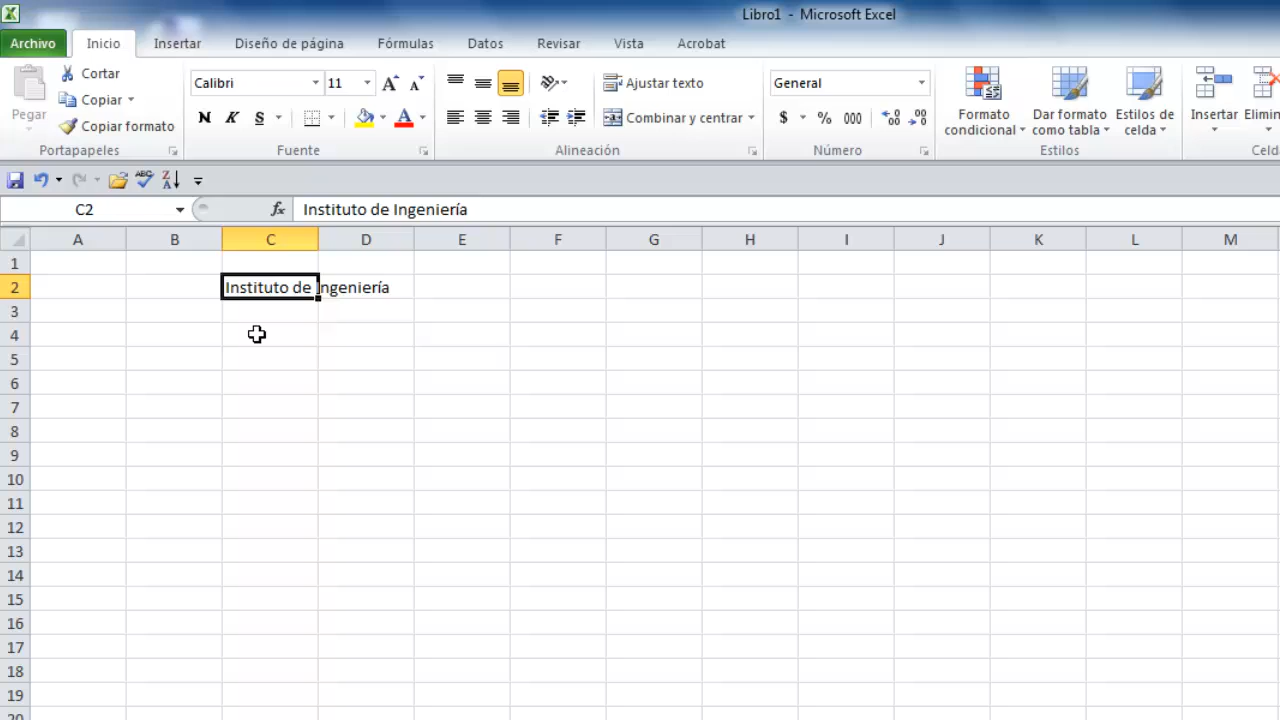 Libro1 - Microsoft Excel
Archivo Inicio Insertar Diseño de página Fórmulas Datos Revisar Vista Acrobat
Pegar
Cortar
Copiar
Copiar formato
Portapapeles
Calibri 11
N K S
Fuente
Ajustar texto
Combinar y centrar
Alineación
General
$ % 000
Número
Formato condicional
Dar formato como tabla
Estilos de celda
Estilos
Insertar
Elimin
Celd
C2 fx Instituto de Ingeniería
A B C D E F G H I J K L M
1
2 Instituto de Ingeniería
3
4
5
6
7
8
9
10
11
12
13
14
15
16
17
18
19
20